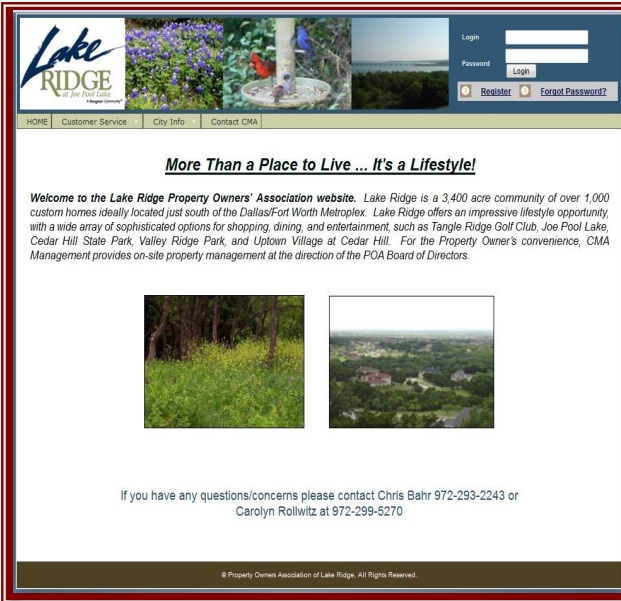 Lake
RIDGE
at Joe Pool Lake
A Bluegreen Community
Login
Password
Login
Register Forgot Password?
HOME Customer Service City Info Contact CMA
More Than a Place to Live ... It's a Lifestyle!
Welcome to the Lake Ridge Property Owners' Association website. Lake Ridge is a 3,400 acre community of over 1,000
custom homes ideally located just south of the Dallas/Fort Worth Metroplex. Lake Ridge offers an impressive lifestyle opportunity,
with a wide array of sophisticated options for shopping, dining, and entertainment, such as Tangle Ridge Golf Club, Joe Pool Lake,
Cedar Hill State Park, Valley Ridge Park, and Uptown Village at Cedar Hill. For the Property Owner's convenience, CMA
Management provides on-site property management at the direction of the POA Board of Directors.
If you have any questions/concerns please contact Chris Bahr 972-293-2243 or
Carolyn Rollwitz at 972-299-5270
© Property Owners Association of Lake Ridge, All Rights Reserved.